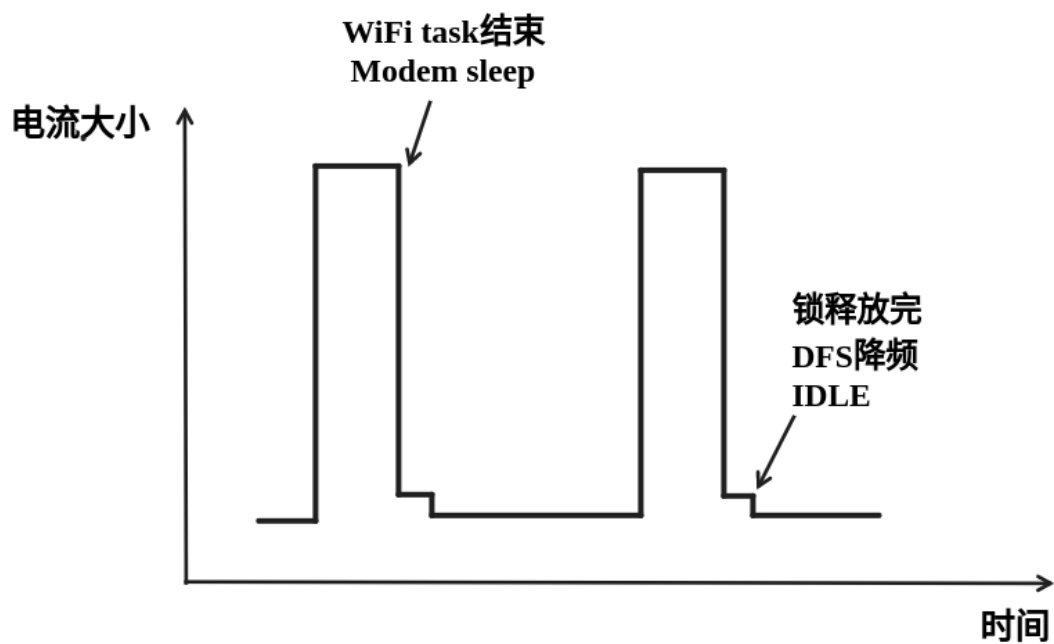 WiFi task结束
Modem sleep
电流大小
锁释放完
DFS降频
IDLE
时间